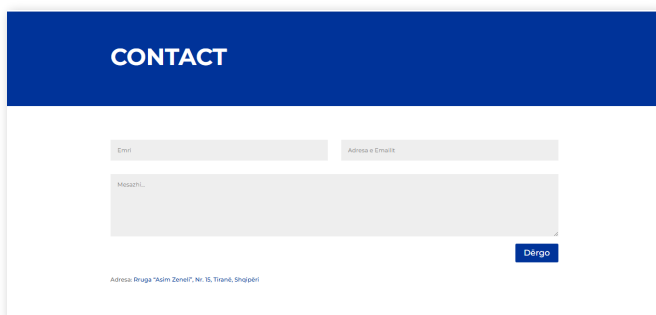 CONTACT
Emri
Adresa e Emailit
Mesazhi...
Dërgo
Adresa: Rruga "Asim Zeneli", Nr. 15, Tiranë, Shqipëri